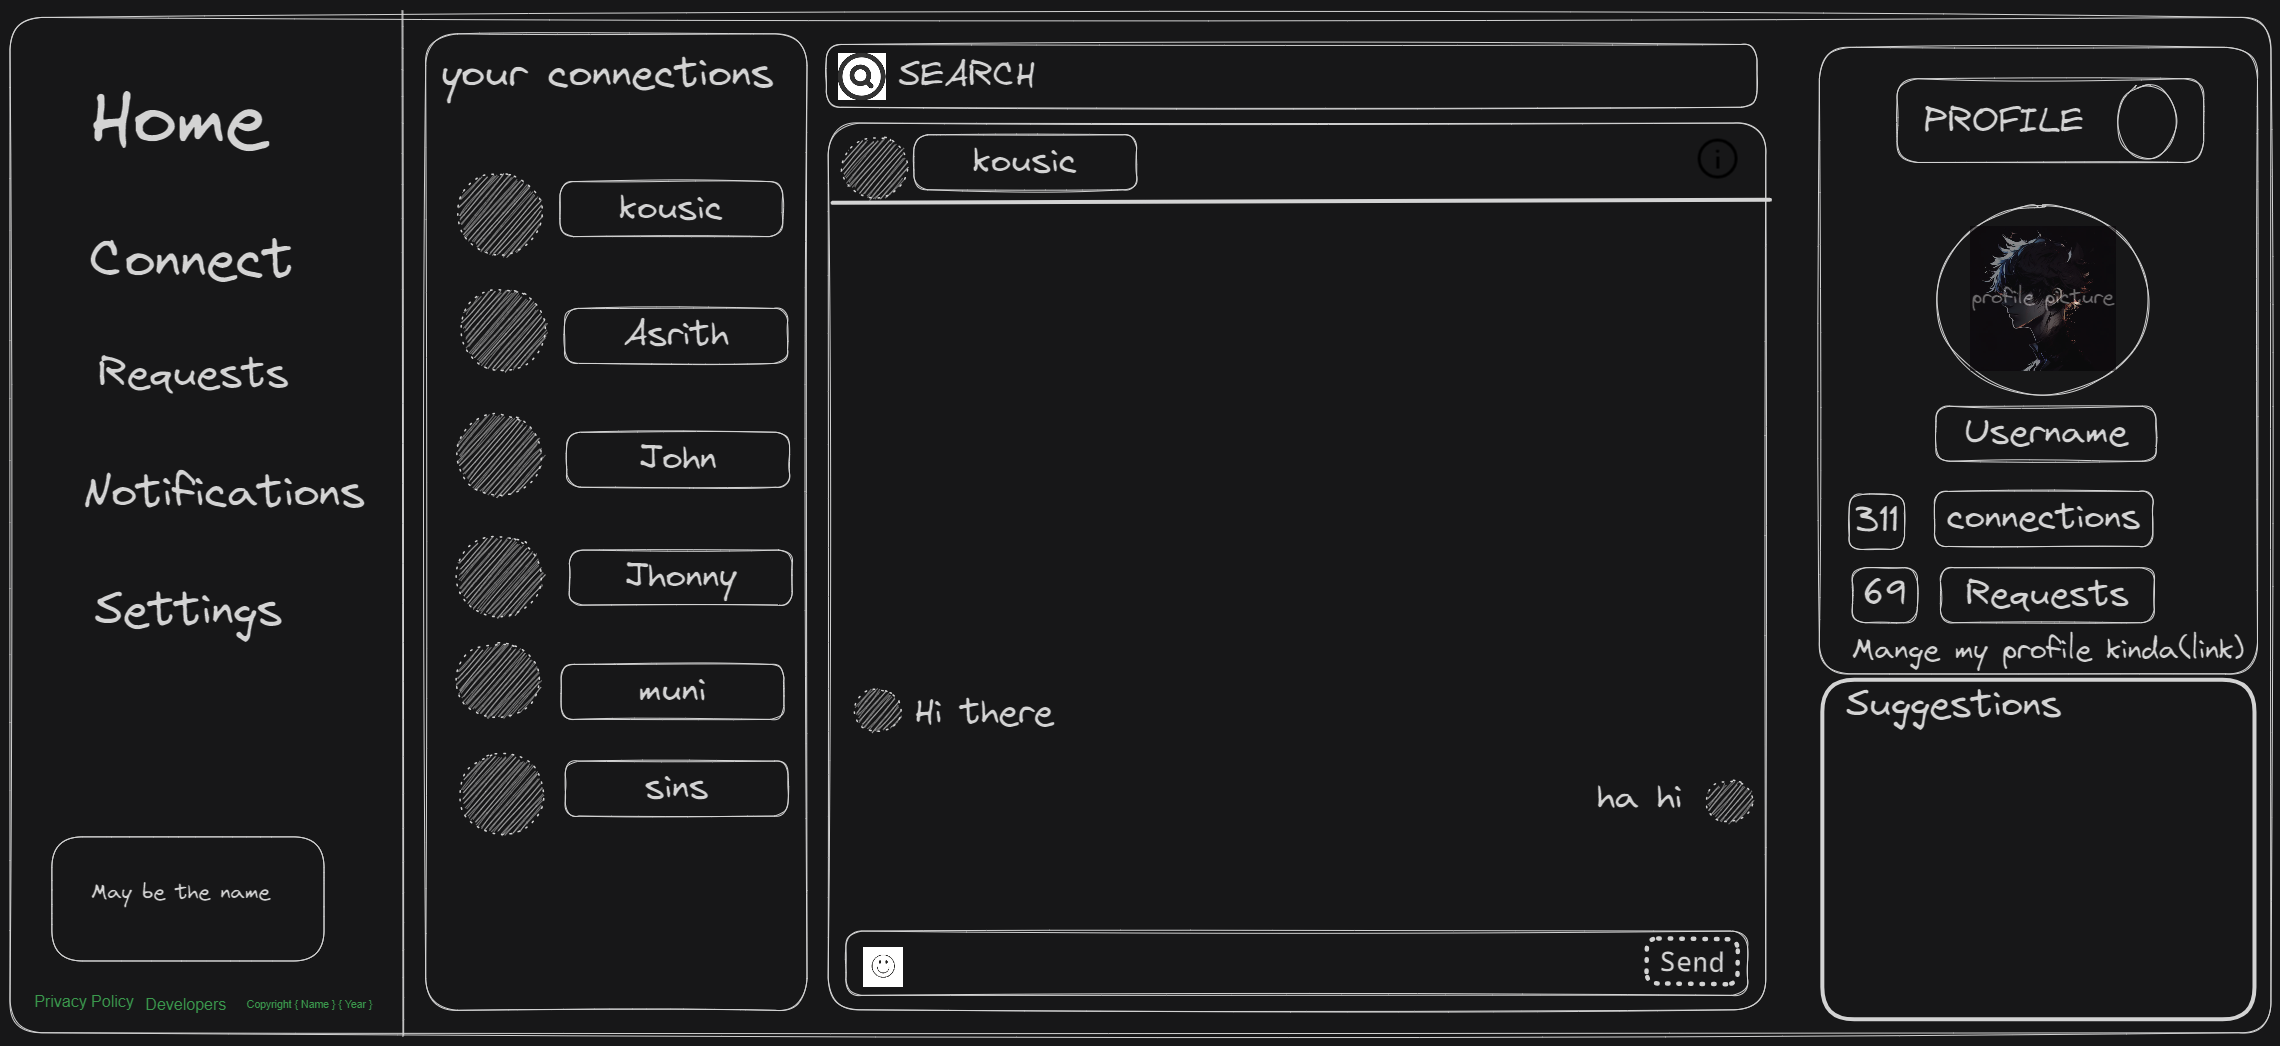 Home
Connect
Requests
Notifications
Settings
May be the name
Privacy Policy
Developers
Copyright { Name } { Year }
your connections
kousic
Asrith
John
Jhonny
muni
sins
SEARCH
kousic
Hi there
ha hi
Send
PROFILE
profile picture
Username
311
connections
69
Requests
Mange my profile kinda(link)
Suggestions